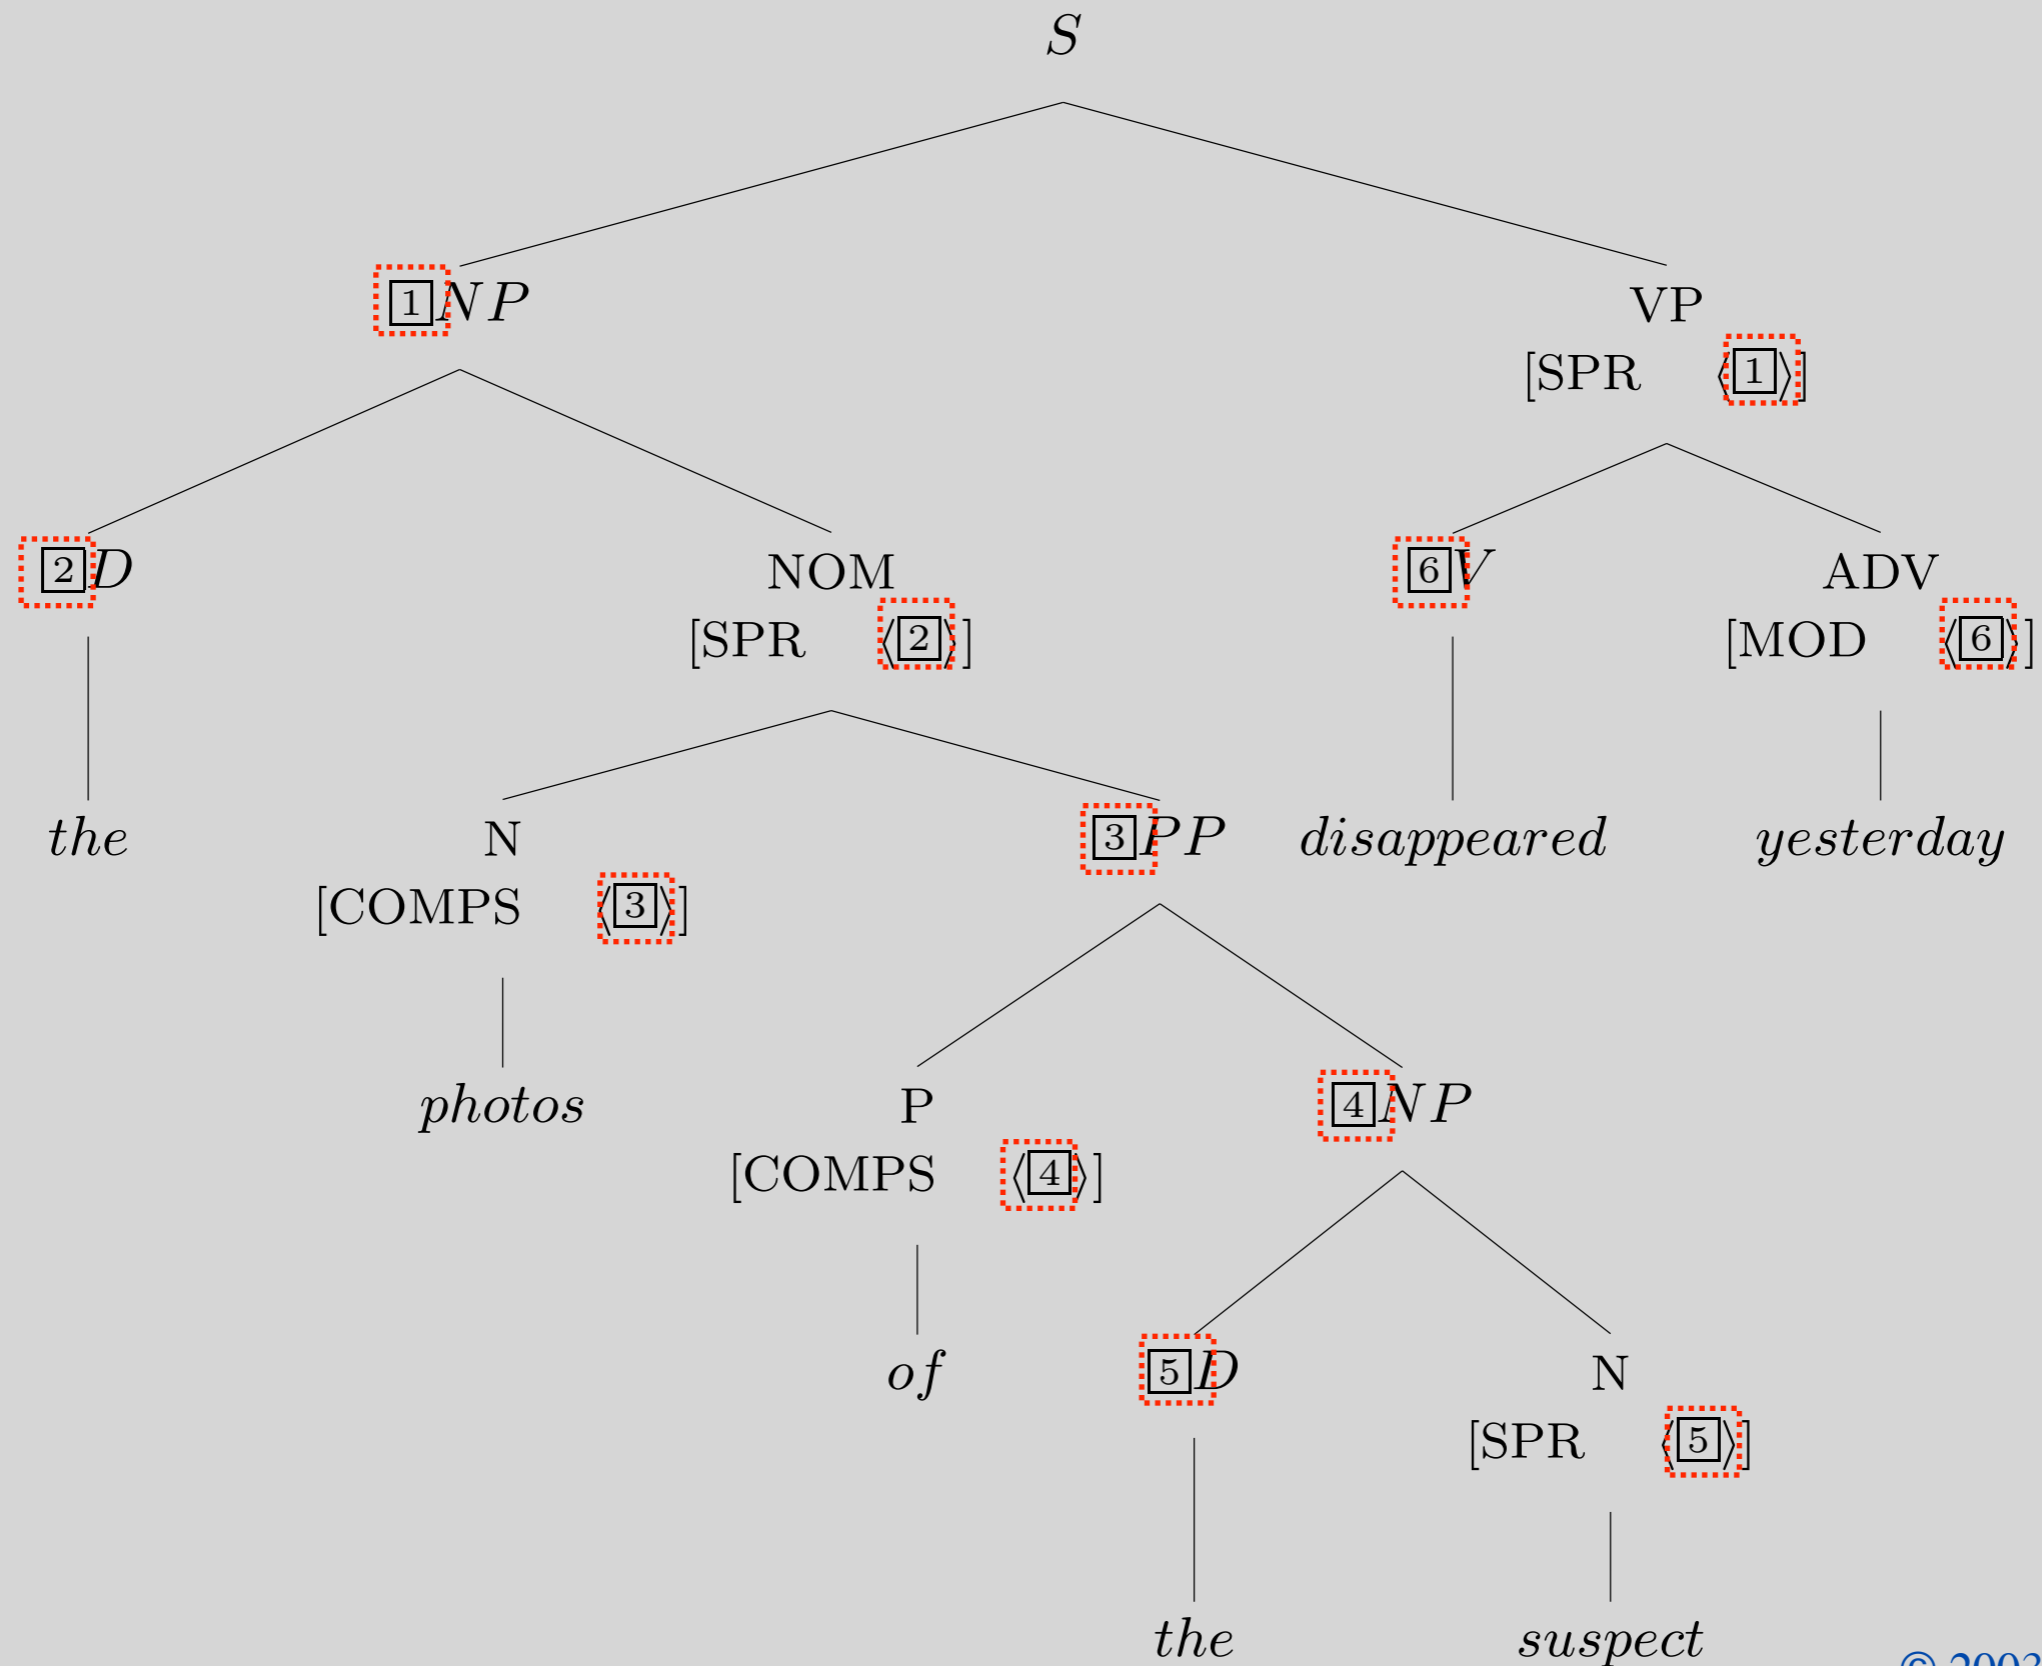 S
1 NP VP
[SPR ⟨ 1 ⟩]
2 D NOM 6 V ADV
[SPR ⟨ 2 ⟩] [MOD ⟨ 6 ⟩]
the N 3 PP disappeared yesterday
[COMPS ⟨ 3 ⟩]
photos P 4 NP
[COMPS ⟨ 4 ⟩]
of 5 D N
[SPR ⟨ 5 ⟩]
the suspect
© 2003